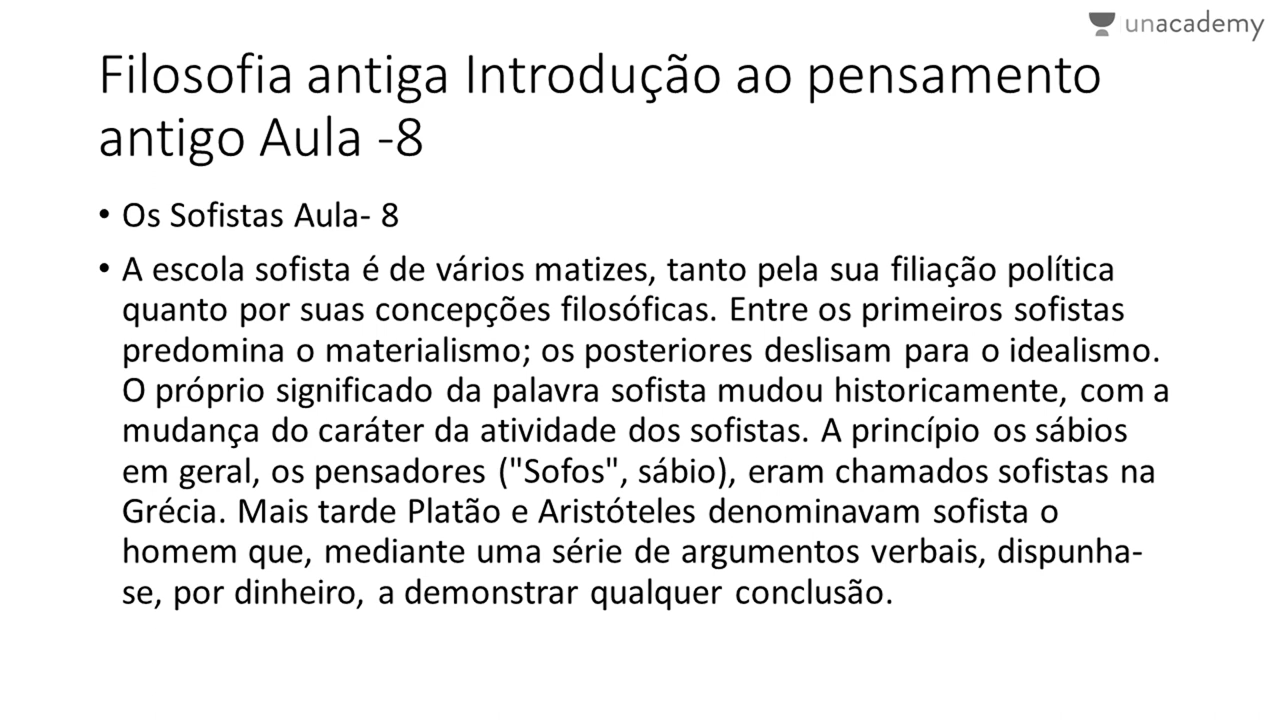 unacademy
Filosofia antiga Introdução ao pensamento
antigo Aula -8
• Os Sofistas Aula- 8
• A escola sofista é de vários matizes, tanto pela sua filiação política
quanto por suas concepções filosóficas. Entre os primeiros sofistas
predomina o materialismo; os posteriores deslisam para o idealismo.
O próprio significado da palavra sofista mudou historicamente, com a
mudança do caráter da atividade dos sofistas. A princípio os sábios
em geral, os pensadores ("Sofos", sábio), eram chamados sofistas na
Grécia. Mais tarde Platão e Aristóteles denominavam sofista o
homem que, mediante uma série de argumentos verbais, dispunha-
se, por dinheiro, a demonstrar qualquer conclusão.